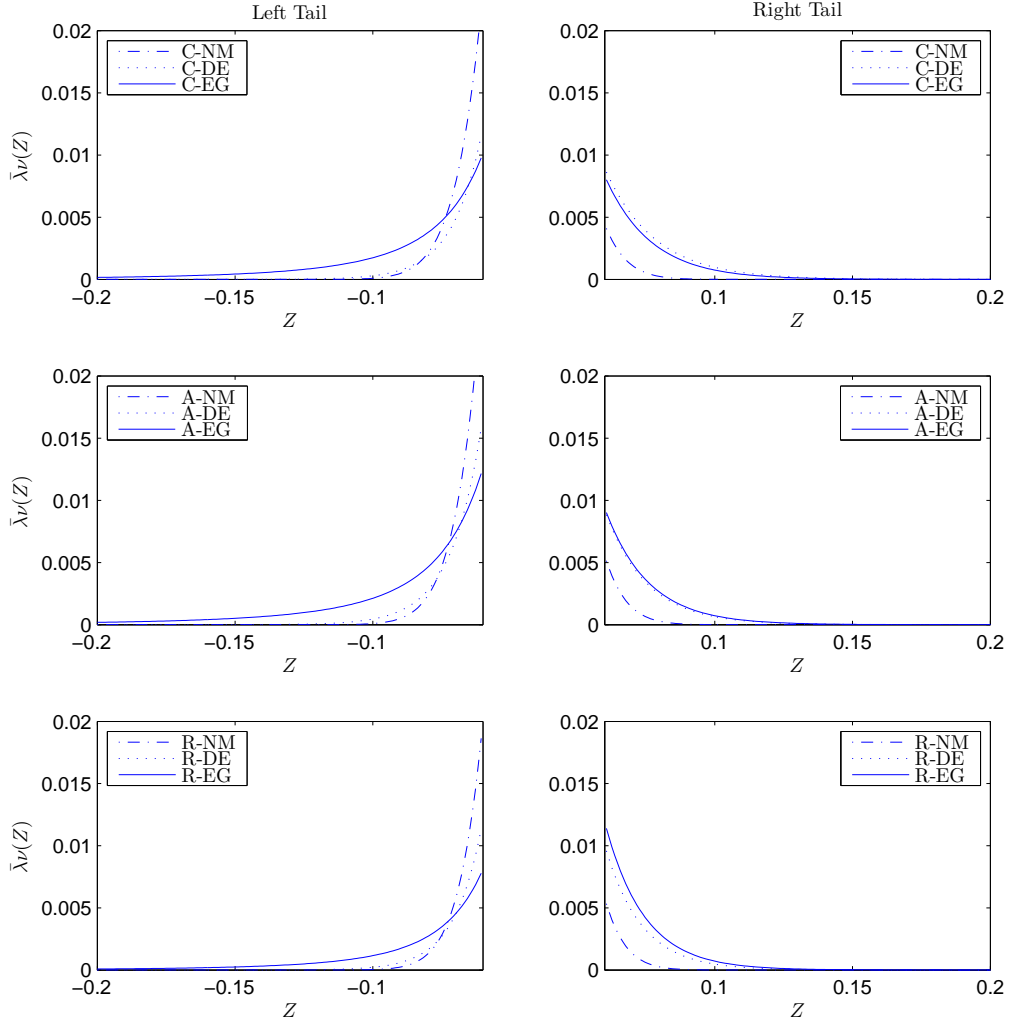 Left Tail
0.02
0.015
0.01
0.005
0
C-NM
C-DE
C-EG
λ̄ν(Z)
−0.2
−0.15
−0.1
Z
Right Tail
0.02
0.015
0.01
0.005
0
C-NM
C-DE
C-EG
0.1
0.15
0.2
Z
0.02
0.015
0.01
0.005
0
A-NM
A-DE
A-EG
λ̄ν(Z)
−0.2
−0.15
−0.1
Z
0.02
0.015
0.01
0.005
0
A-NM
A-DE
A-EG
0.1
0.15
0.2
Z
0.02
0.015
0.01
0.005
0
R-NM
R-DE
R-EG
λ̄ν(Z)
−0.2
−0.15
−0.1
Z
0.02
0.015
0.01
0.005
0
R-NM
R-DE
R-EG
0.1
0.15
0.2
Z